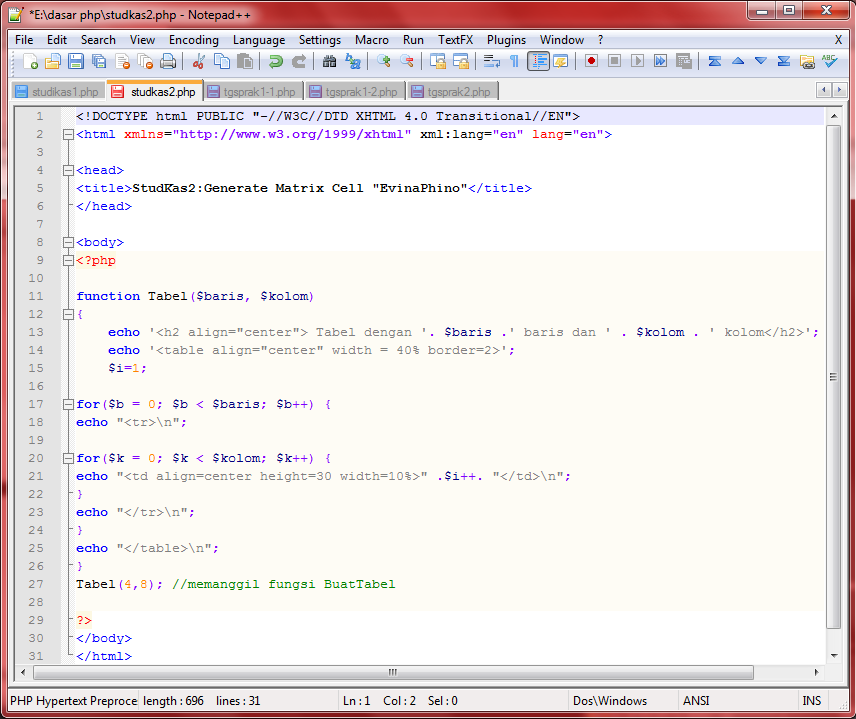 *E:\dasar php\studkas2.php - Notepad++
File Edit Search View Encoding Language Settings Macro Run TextFX Plugins Window ? X
studkas1.php studkas2.php tgsprak1-1.php tgsprak1-2.php tgsprak2.php
1 <!DOCTYPE html PUBLIC "-//W3C//DTD XHTML 4.0 Transitional//EN">
2 <html xmlns="http://www.w3.org/1999/xhtml" xml:lang="en" lang="en">
3
4 <head>
5 <title>StudKas2:Generate Matrix Cell "EvinaPhino"</title>
6 </head>
7
8 <body>
9 <?php
10
11 function Tabel($baris, $kolom)
12 {
13     echo '<h2 align="center"> Tabel dengan '. $baris .' baris dan ' . $kolom . ' kolom</h2>';
14     echo '<table align="center" width = 40% border=2>';
15     $i=1;
16
17 for($b = 0; $b < $baris; $b++) {
18 echo "<tr>\n";
19
20 for($k = 0; $k < $kolom; $k++) {
21 echo "<td align=center height=30 width=10%>" .$i++. "</td>\n";
22 }
23 echo "</tr>\n";
24 }
25 echo "</table>\n";
26 }
27 Tabel(4,8); //memanggil fungsi BuatTabel
28
29 ?>
30 </body>
31 </html>
PHP Hypertext Preproce length : 696 lines : 31 Ln : 1 Col : 2 Sel : 0 Dos\Windows ANSI INS